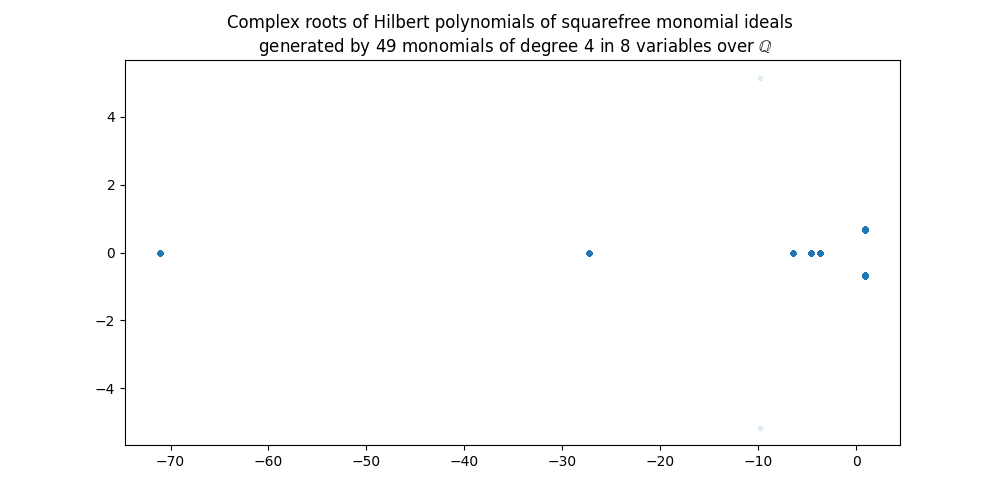 Complex roots of Hilbert polynomials of squarefree monomial ideals
generated by 49 monomials of degree 4 in 8 variables over ℚ
4
2
0
−2
−4
−70 −60 −50 −40 −30 −20 −10 0